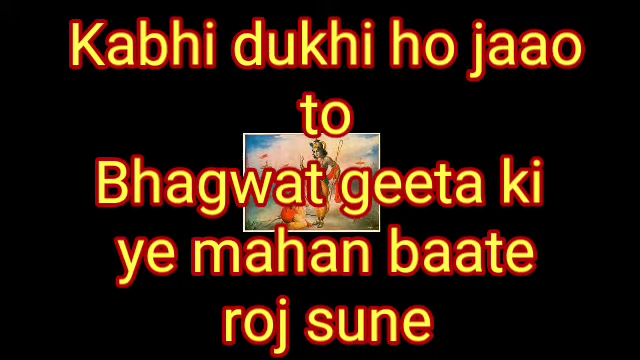 Kabhi dukhi ho jaao
to
Bhagwat geeta ki
ye mahan baate
roj sune